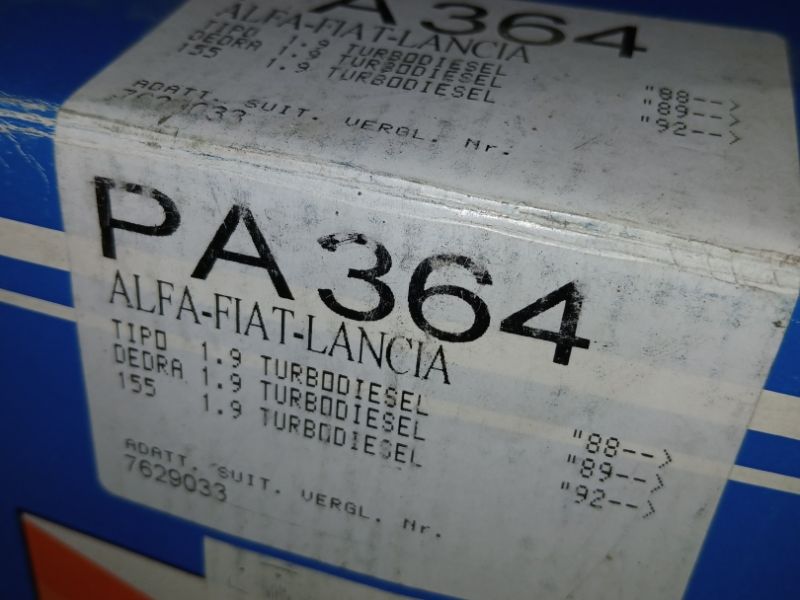 PA364
ALFA-FIAT-LANCIA
TIPO 1.9 TURBODIESEL "88-->
DEDRA 1.9 TURBODIESEL "89-->
155 1.9 TURBODIESEL "92-->
ADATT. SUIT. VERGL. Nr.
7629033
PA364
ALFA-FIAT-LANCIA
TIPO 1.9 TURBODIESEL "88-->
DEDRA 1.9 TURBODIESEL "89-->
155 1.9 TURBODIESEL "92-->
ADATT. SUIT. VERGL. Nr.
7629033